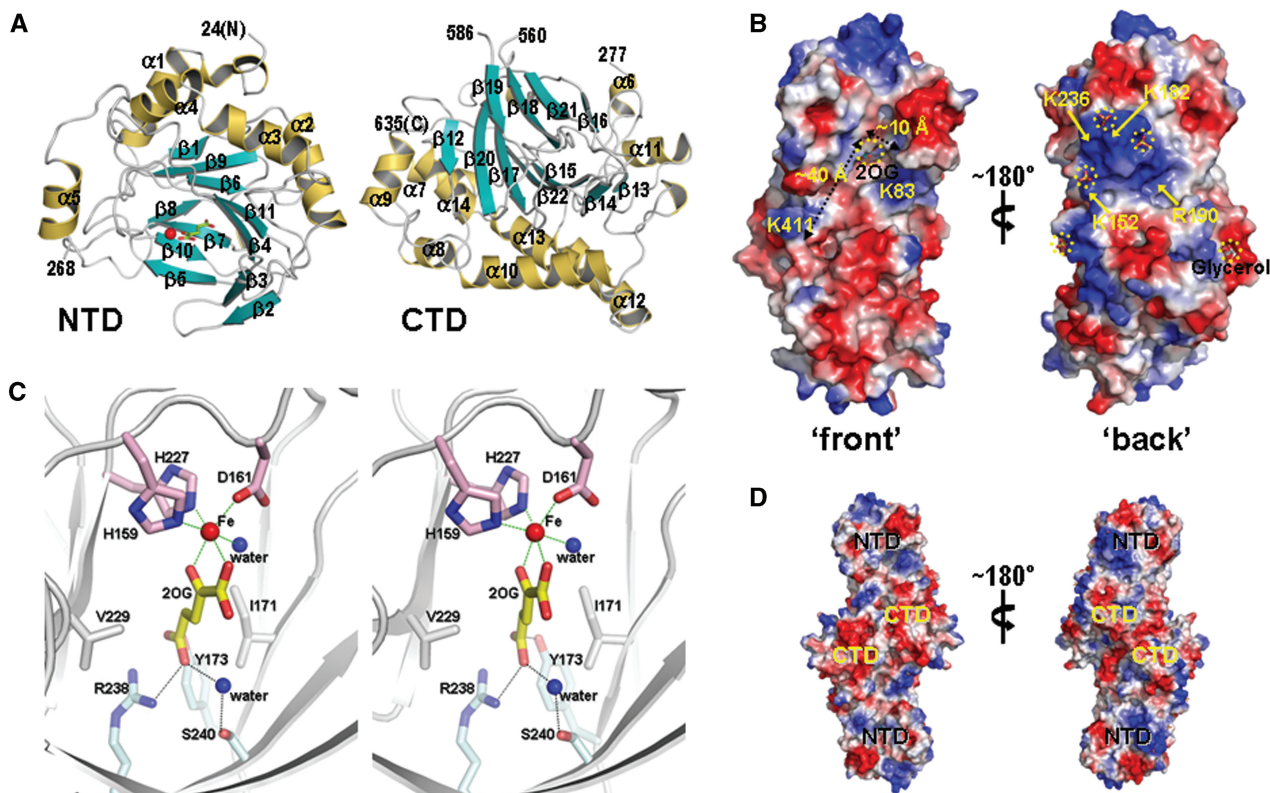 A
24(N)
α1
α4
α3
α2
β1
β9
β6
α5
β8
β11
β7
β10
β4
268
β5
β3
β2
NTD
586
560
277
β19
α6
β18
β21
β16
635(C)
β12
α11
β20
β15
α7
β17
β13
α9
α14
β22
β14
α13
α8
α10
α12
CTD
B
~10 Å
2OG
~40 Å
K83
K411
'front'
~180°
K236
K182
K152
R190
Glycerol
'back'
C
H227
D161
H159
Fe
water
2OG
V229
I171
Y173
R238
water
S240
H227
D161
H159
Fe
water
2OG
V229
I171
Y173
R238
water
S240
D
NTD
CTD
CTD
NTD
~180°
NTD
CTD
CTD
NTD